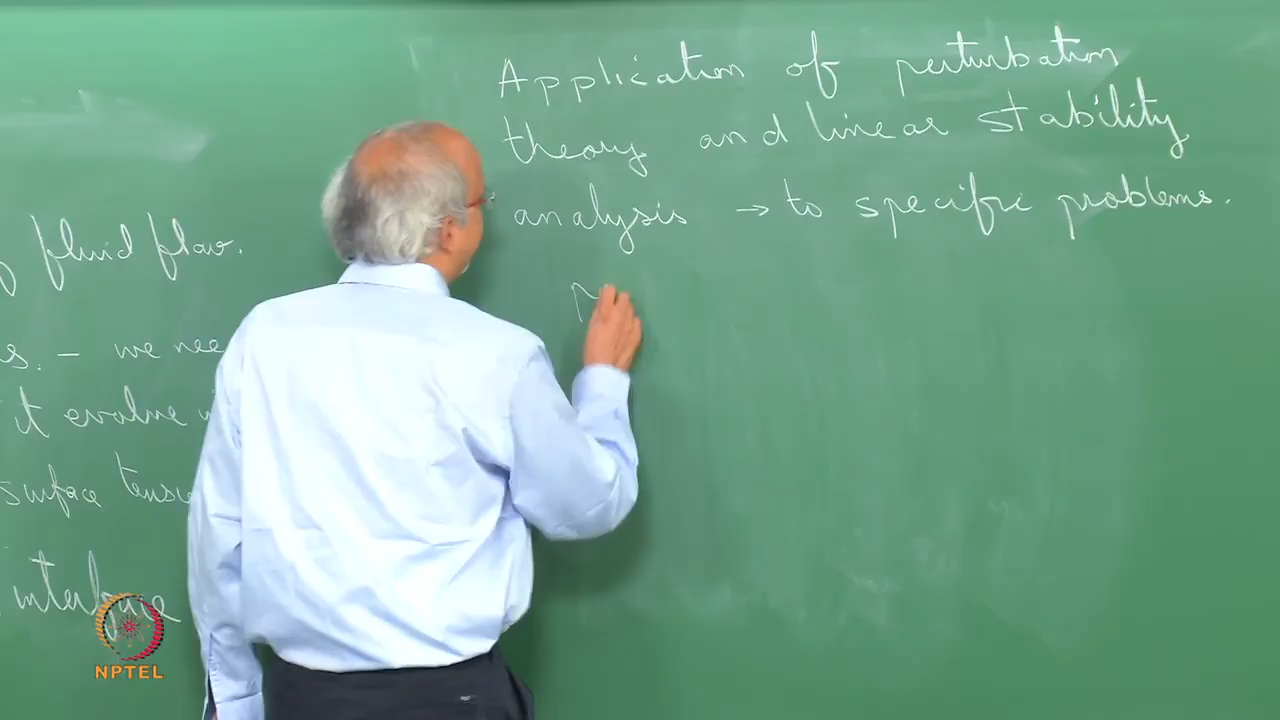 fluid flow.
s. – we nee
it evolve
surface tensi
interface
Application of perturbation
theory and linear stability
analysis → to specific problems.
NPTEL